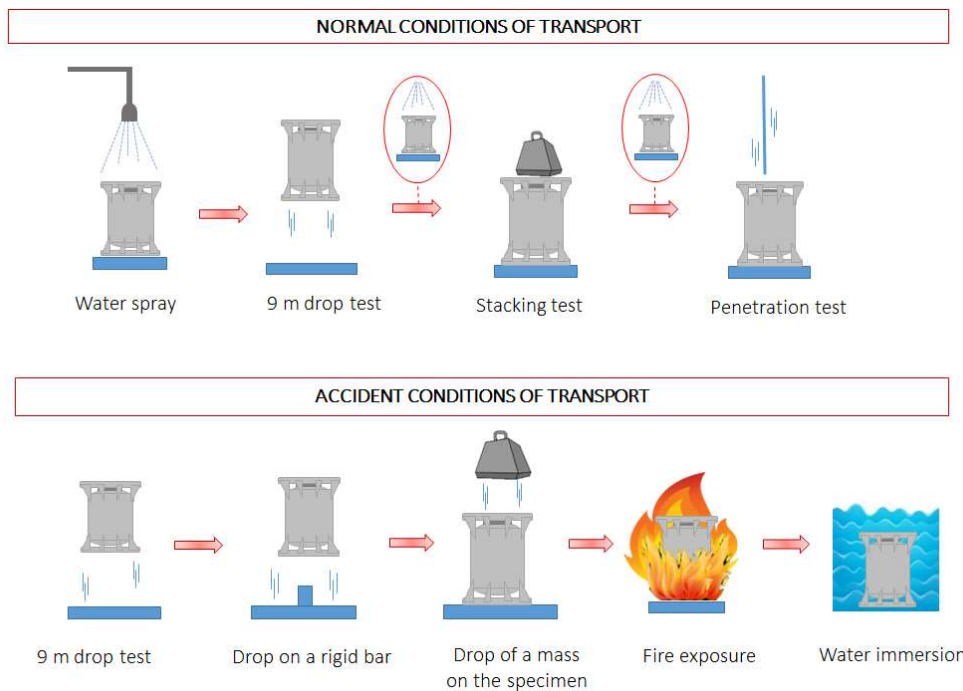 NORMAL CONDITIONS OF TRANSPORT
Water spray
9 m drop test
Stacking test
Penetration test
ACCIDENT CONDITIONS OF TRANSPORT
9 m drop test
Drop on a rigid bar
Drop of a mass
on the specimen
Fire exposure
Water immersion